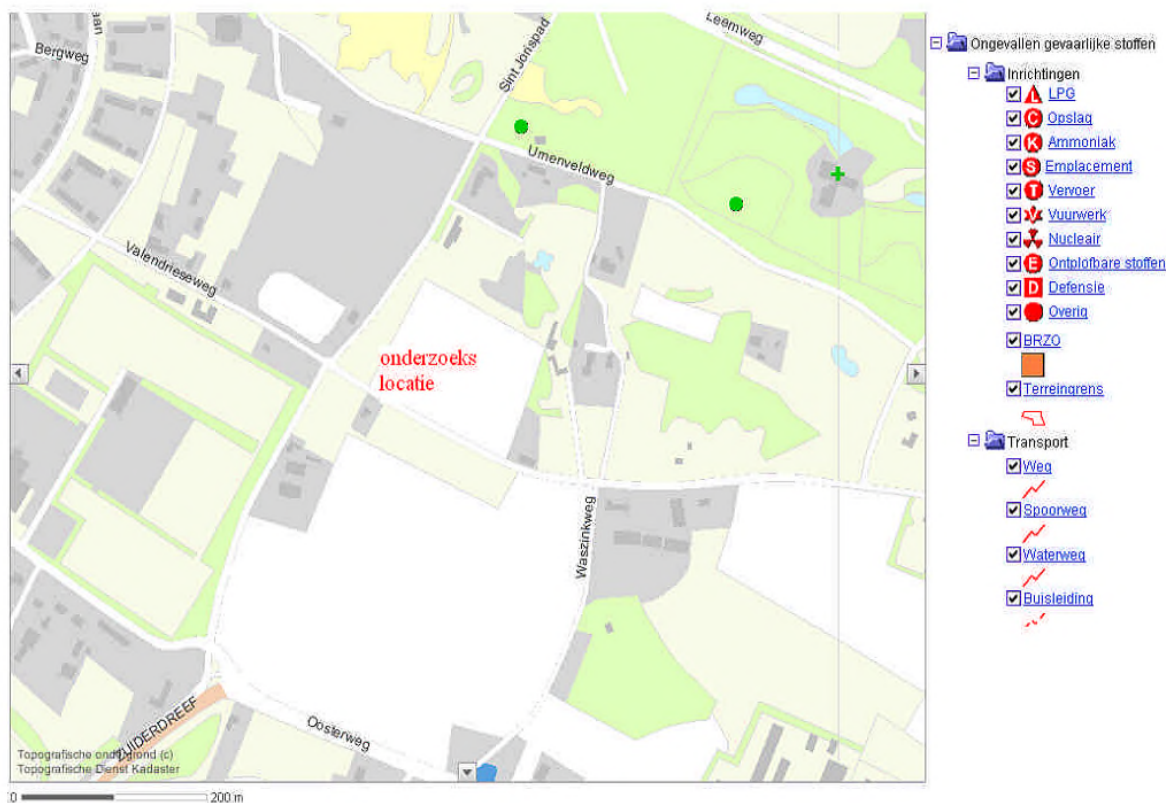 aan
Bergweg
Sint Jorispad
Leemweg
Umenveldweg
Valendrieseweg
onderzoeks
locatie
Waszinkweg
ZUIDERDREEF
Oosterweg
Topografische ondergrond (c)
Topografische Dienst Kadaster
0 200 m
Ongevallen gevaarlijke stoffen
Inrichtingen
L LPG
C Opslag
K Ammoniak
S Emplacement
T Vervoer
Vuurwerk
Nucleair
E Ontplofbare stoffen
D Defensie
Overig
BRZO
Terreingrens
Transport
Weg
Spoorweg
Waterweg
Buisleiding